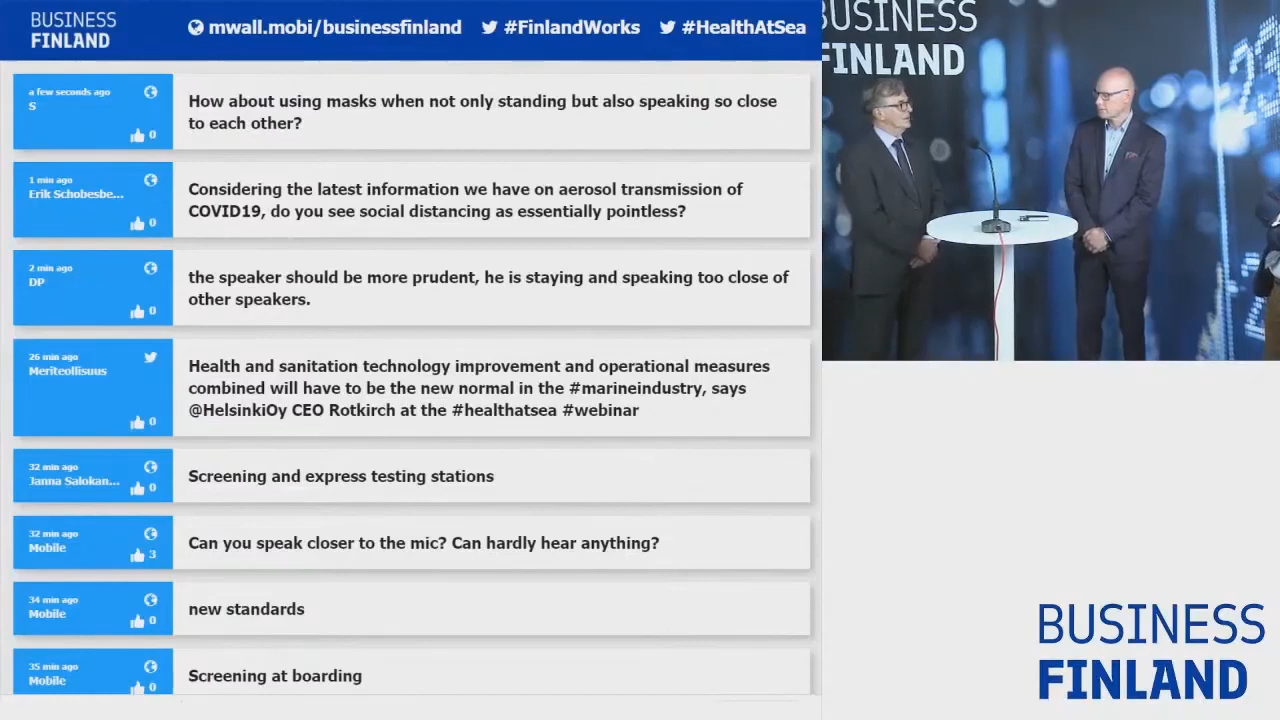 BUSINESS
FINLAND
mwall.mobi/businessfinland #FinlandWorks #HealthAtSea
a few seconds ago
S
0
How about using masks when not only standing but also speaking so close
to each other?
1 min ago
Erik Schobesbe...
0
Considering the latest information we have on aerosol transmission of
COVID19, do you see social distancing as essentially pointless?
2 min ago
DP
0
the speaker should be more prudent, he is staying and speaking too close of
other speakers.
26 min ago
Meriteollisuus
0
Health and sanitation technology improvement and operational measures
combined will have to be the new normal in the #marineindustry, says
@HelsinkiOy CEO Rotkirch at the #healthatsea #webinar
32 min ago
Janna Salokan...
0
Screening and express testing stations
32 min ago
Mobile
3
Can you speak closer to the mic? Can hardly hear anything?
34 min ago
Mobile
0
new standards
35 min ago
Mobile
0
Screening at boarding
BUSINESS
FINLAND
BUSINESS
FINLAND